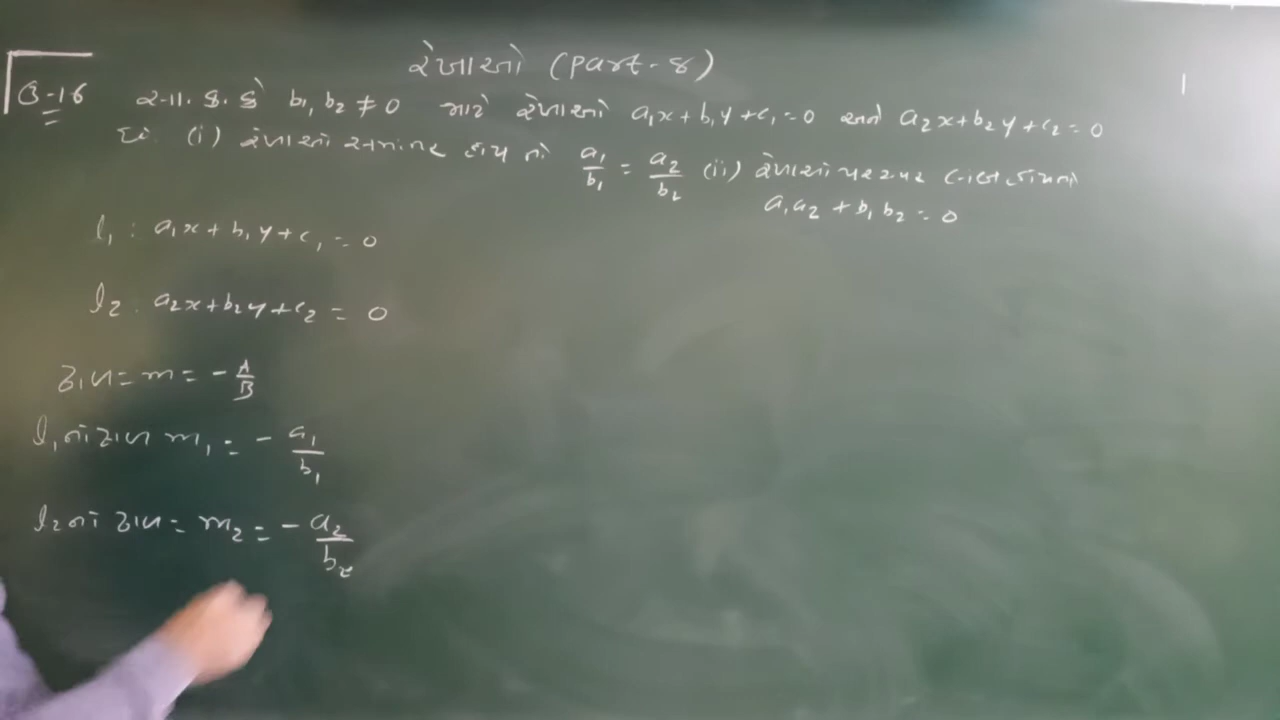 રેખાઓ (part-8)
ઉ-16 સા.બ.કે b₁, b₂ ≠ 0 માટે રેખાઓ a₁x + b₁y + c₁ = 0 અને a₂x + b₂y + c₂ = 0
છે. (i) રેખાઓ સમાંતર હોય તો a₁/b₁ = a₂/b₂ (ii) રેખાઓ પરસ્પર લંબ હોય તો
a₁a₂ + b₁b₂ = 0
l₁ : a₁x + b₁y + c₁ = 0
l₂ : a₂x + b₂y + c₂ = 0
ઢાળ = m = -A/B
l₁ નો ઢાળ m₁ = -a₁/b₁
l₂ નો ઢાળ = m₂ = -a₂/b₂